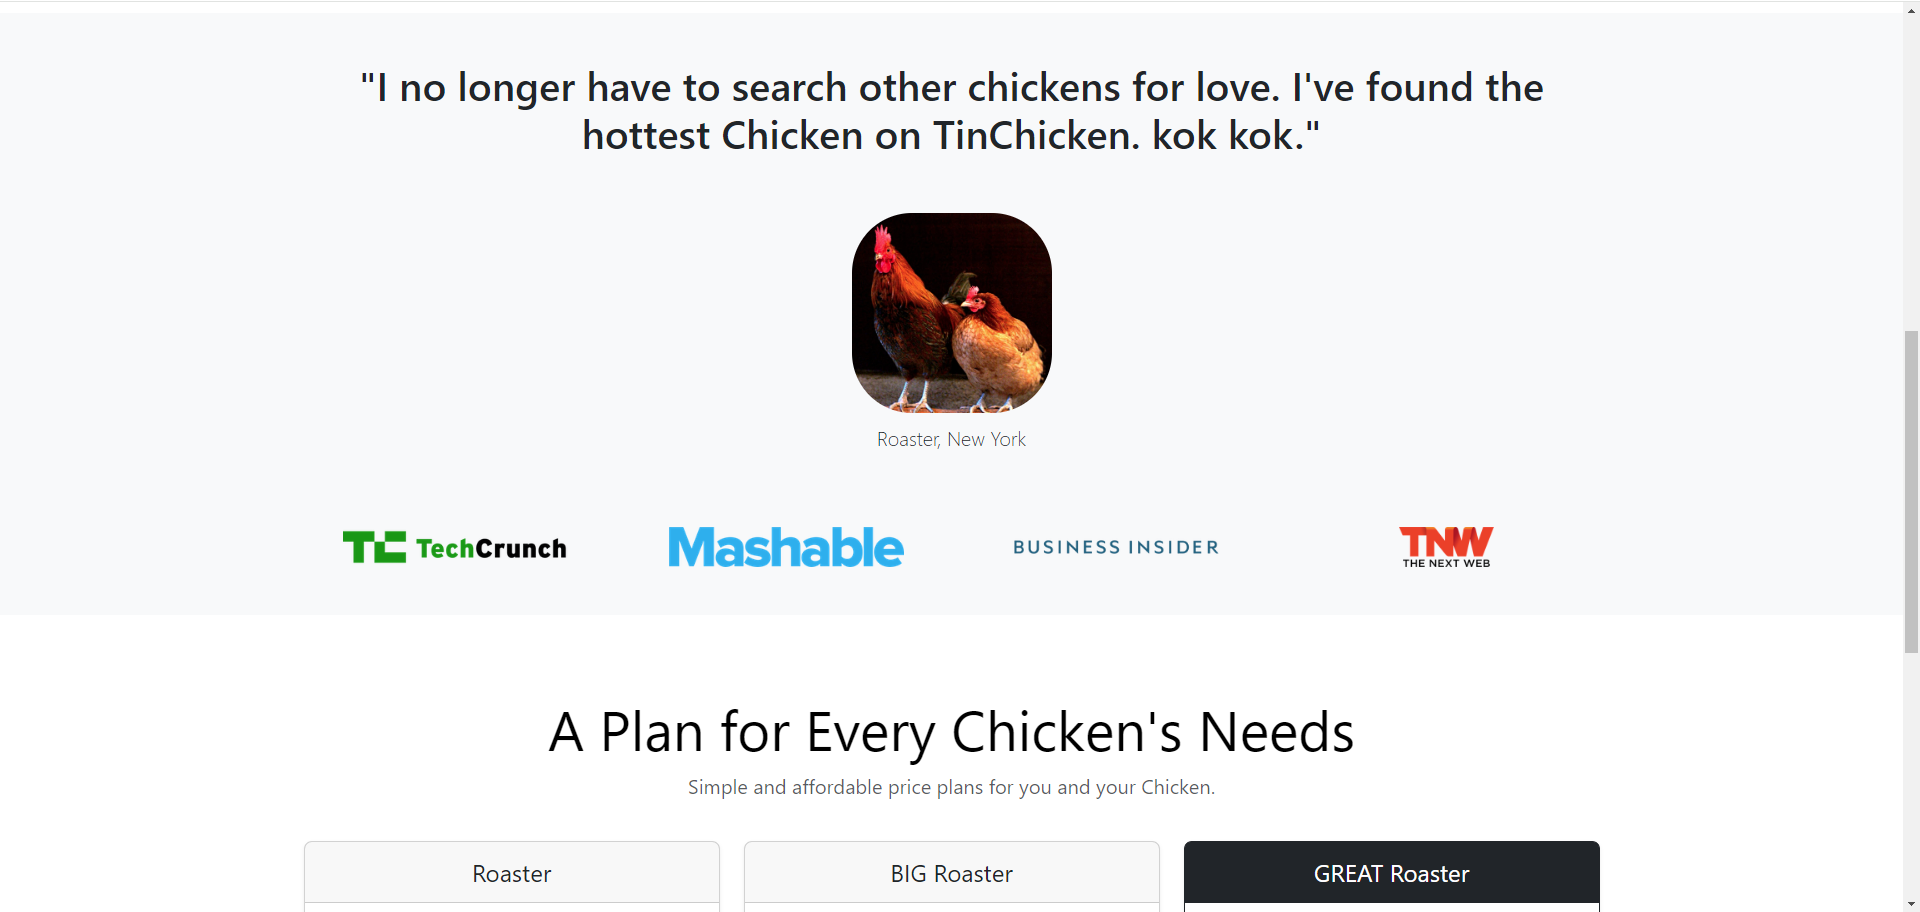 "I no longer have to search other chickens for love. I've found the
hottest Chicken on TinChicken. kok kok."
Roaster, New York
TC TechCrunch
Mashable
BUSINESS INSIDER
TNW
THE NEXT WEB
A Plan for Every Chicken's Needs
Simple and affordable price plans for you and your Chicken.
Roaster
BIG Roaster
GREAT Roaster